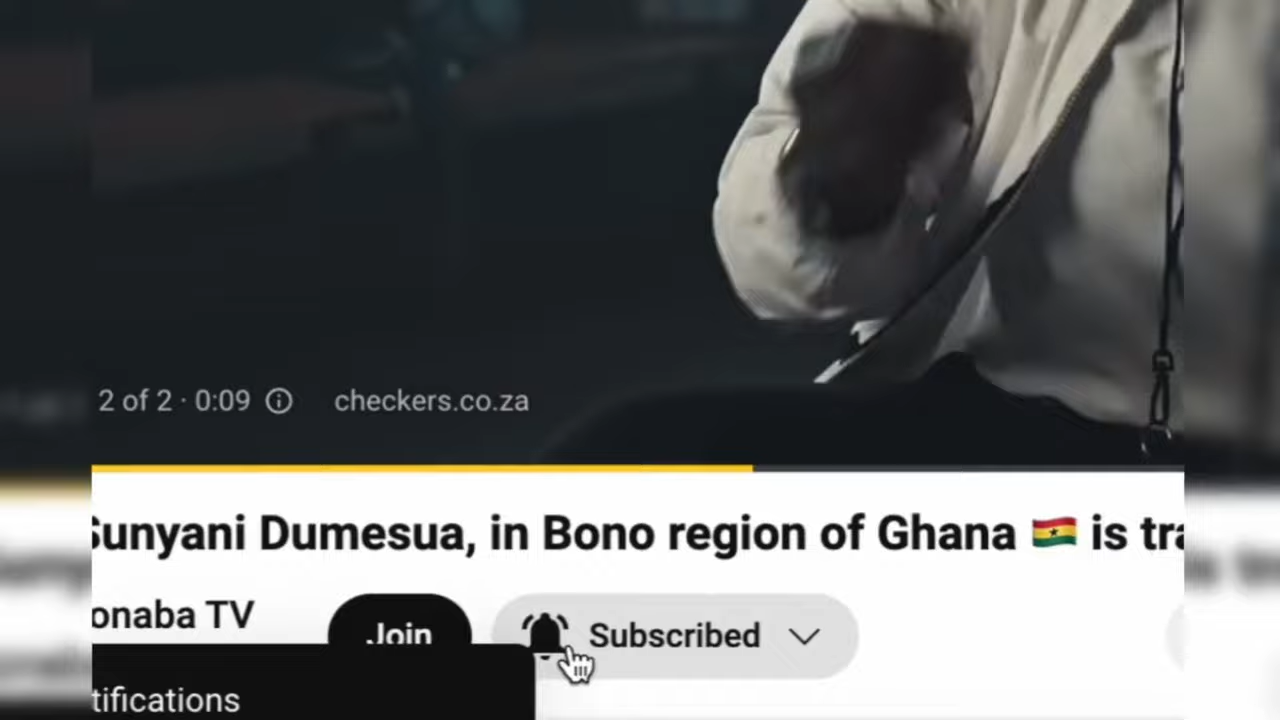 2 of 2 · 0:09 checkers.co.za
Sunyani Dumesua, in Bono region of Ghana 🇬🇭 is tra
onaba TV
Join
Subscribed
tifications